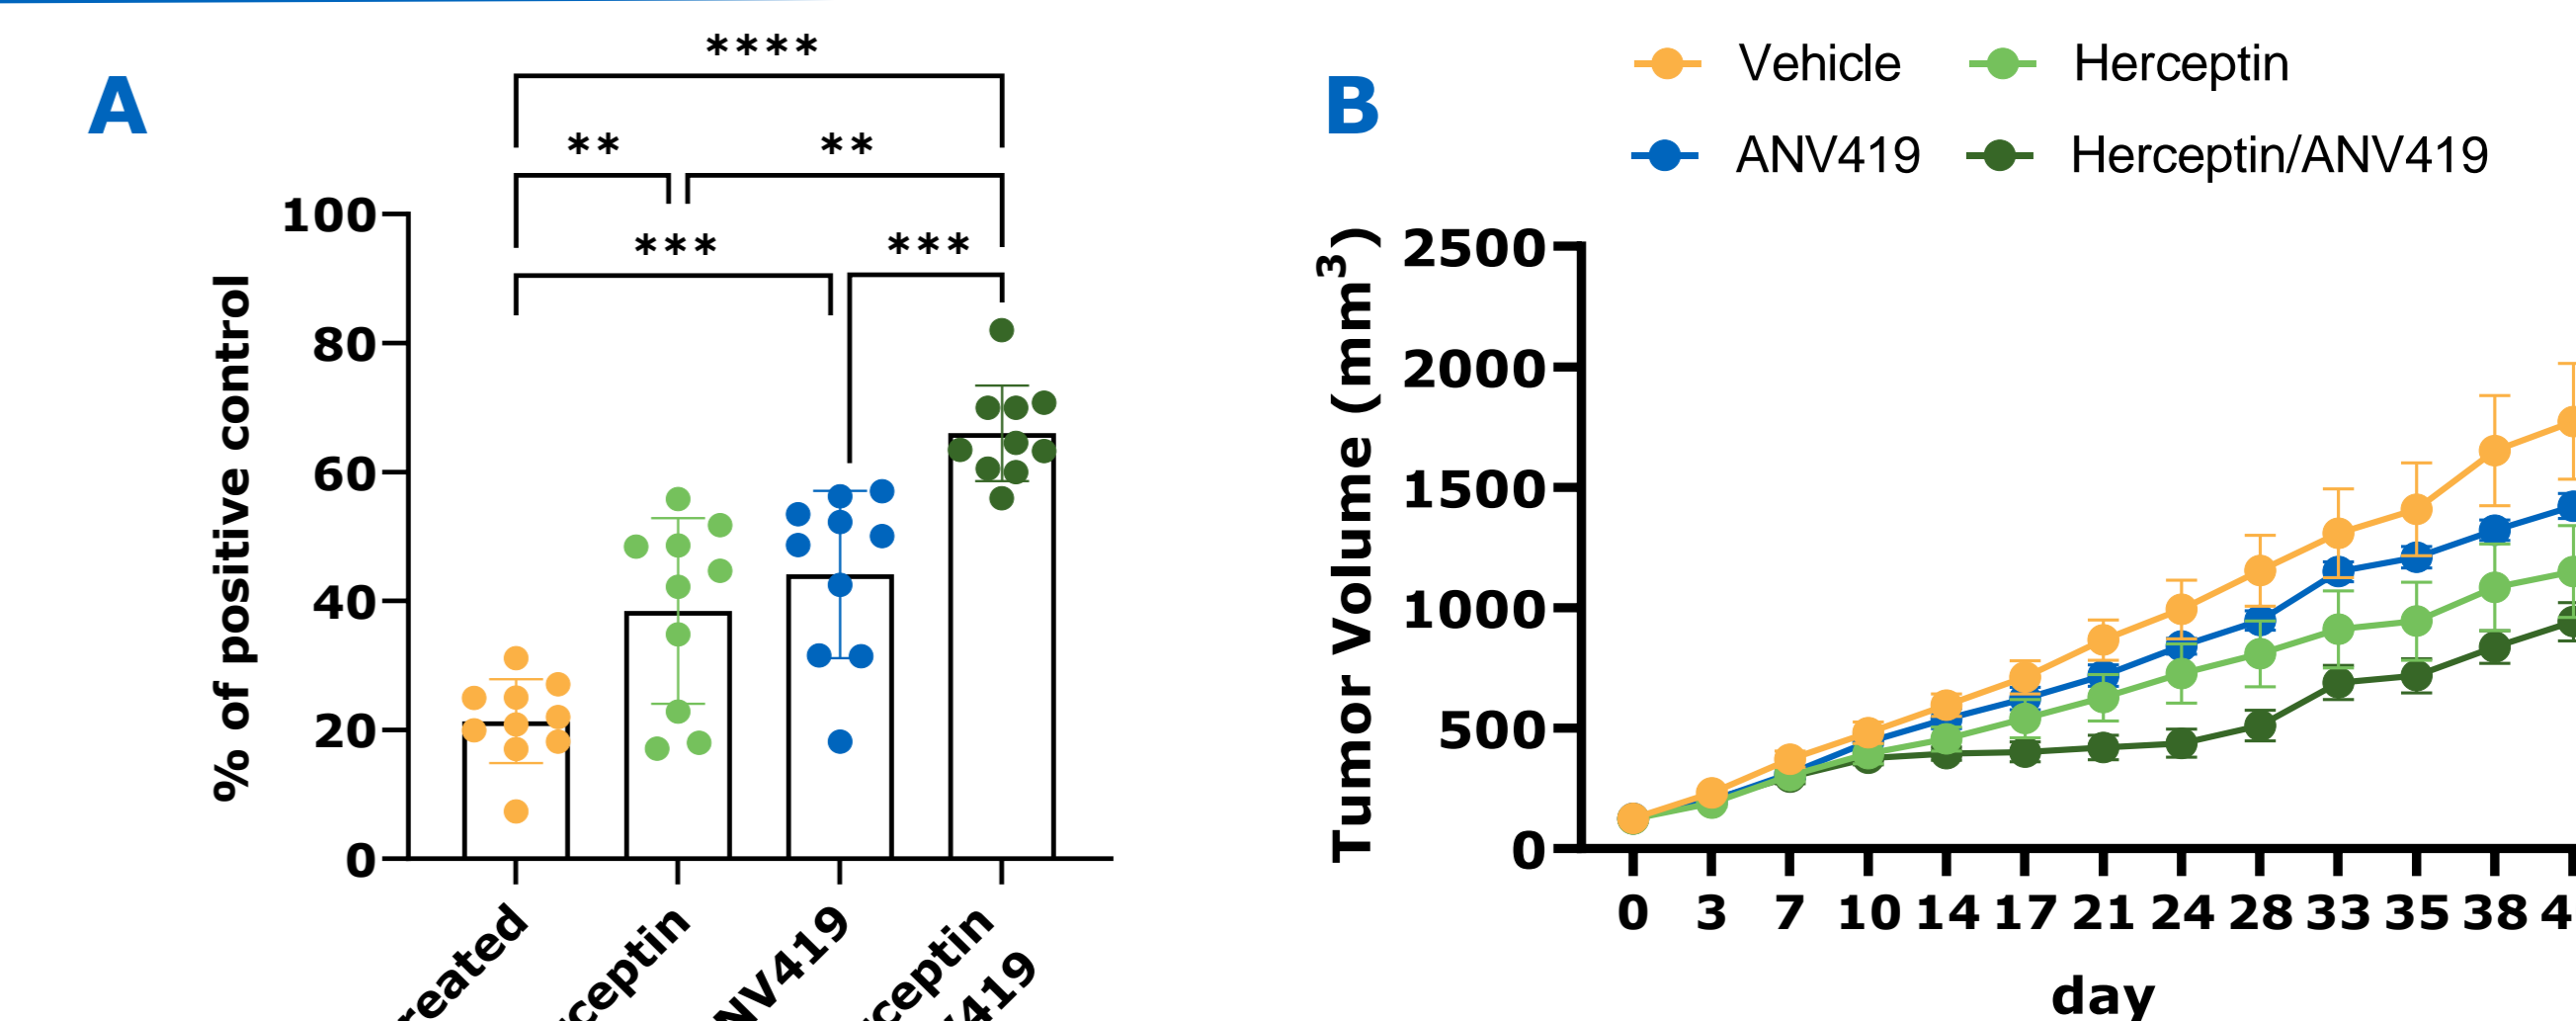 A
****
** **
*** ***
100
80
60
40
20
0
% of positive control
ANV419
B
Vehicle Herceptin
ANV419 Herceptin/ANV419
Tumor Volume (mm³)
2500
2000
1500
1000
500
0
0 3 7 10 14 17 21 24 28 33 35 38
day